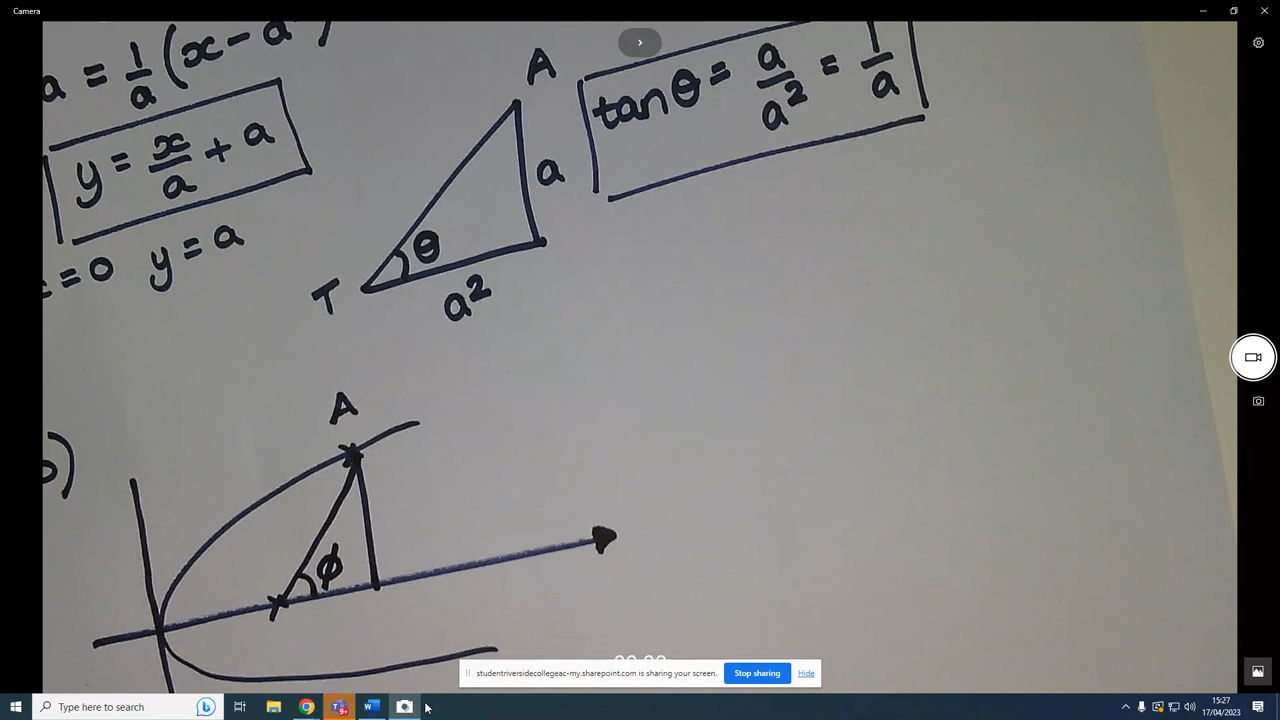 Camera
a = 1/a (x - a
y = x/a + a
= 0 y = a
A
a
θ
T
a²
tanθ = a/a² = 1/a
)
A
φ
studentriversidecollegeac-my.sharepoint.com is sharing your screen.
Stop sharing
Hide
Type here to search
9+
15:27
17/04/2023